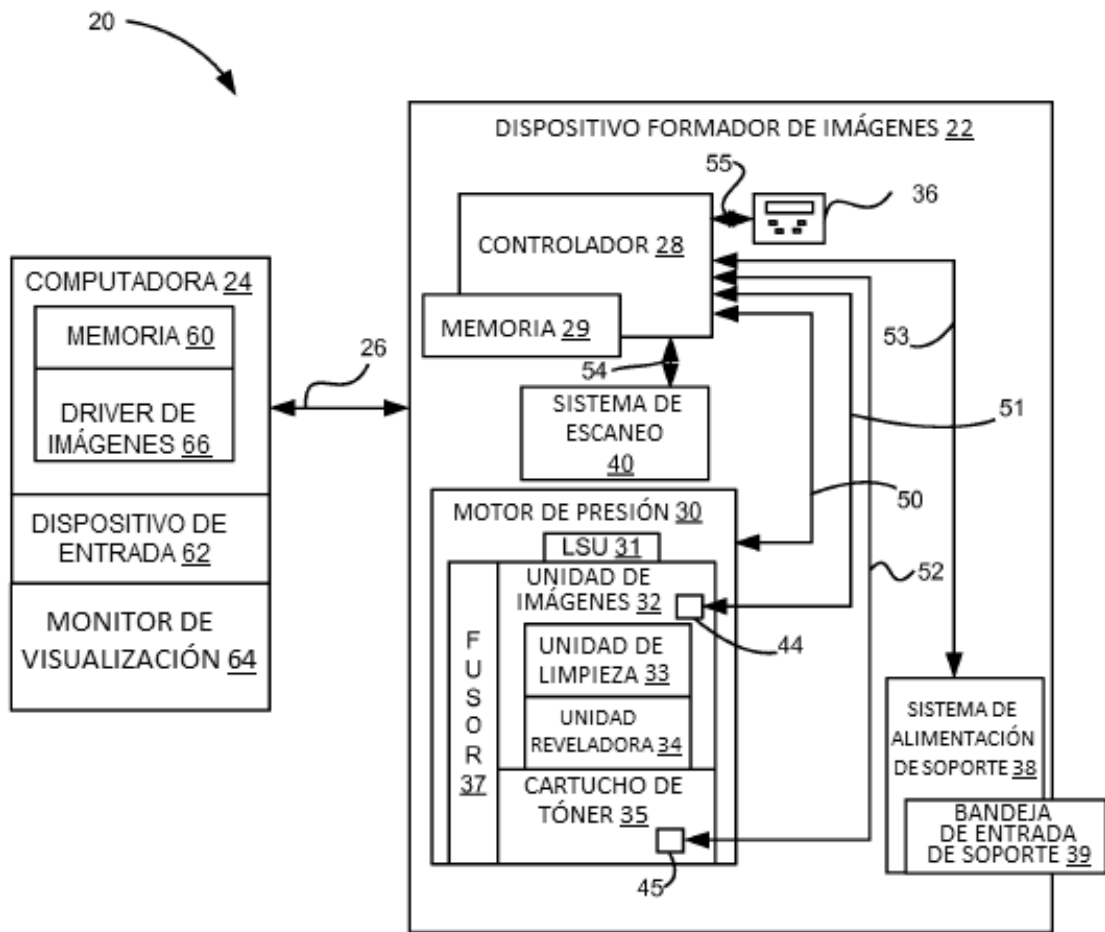 20
DISPOSITIVO FORMADOR DE IMÁGENES 22
55
36
CONTROLADOR 28
MEMORIA 29
COMPUTADORA 24
MEMORIA 60
DRIVER DE
IMÁGENES 66
DISPOSITIVO DE
ENTRADA 62
MONITOR DE
VISUALIZACIÓN 64
26
54
SISTEMA DE
ESCANEO
40
53
51
50
52
MOTOR DE PRESIÓN 30
LSU 31
UNIDAD DE
IMÁGENES 32
44
UNIDAD DE
LIMPIEZA 33
UNIDAD
REVELADORA 34
F
U
S
O
R
37
CARTUCHO DE
TÓNER 35
45
SISTEMA DE
ALIMENTACIÓN
DE SOPORTE 38
BANDEJA
DE ENTRADA
DE SOPORTE 39